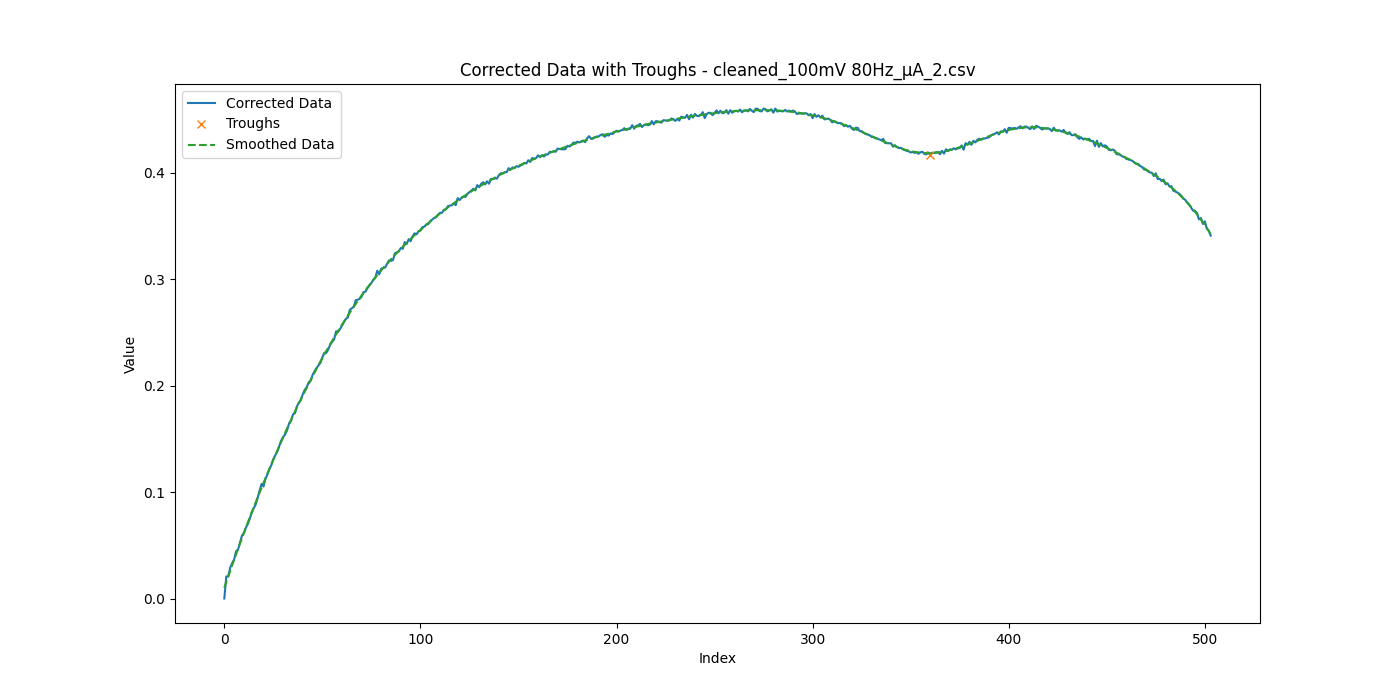 Corrected Data with Troughs - cleaned_100mV 80Hz_μA_2.csv
Corrected Data
Troughs
Smoothed Data
Value
0.4
0.3
0.2
0.1
0.0
0 100 200 300 400 500
Index